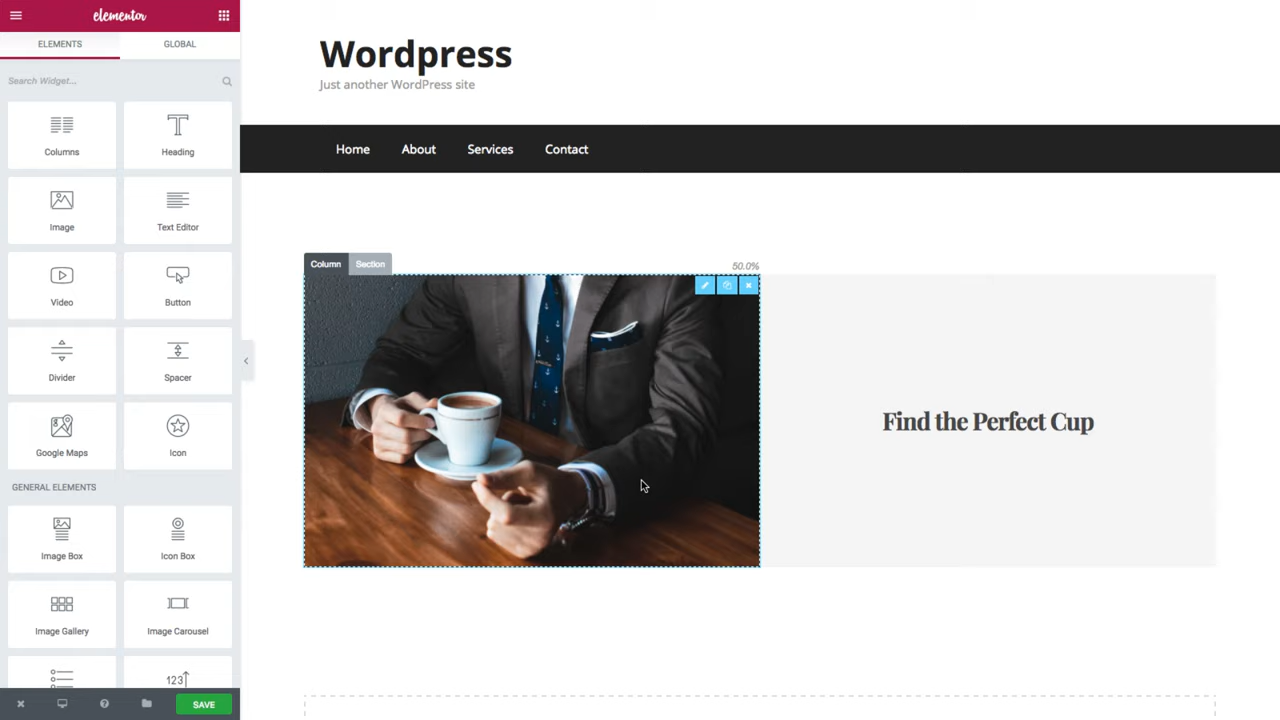 elementor
ELEMENTS
GLOBAL
Search Widget...
Columns
Heading
Image
Text Editor
Video
Button
Divider
Spacer
Google Maps
Icon
GENERAL ELEMENTS
Image Box
Icon Box
Image Gallery
Image Carousel
123
SAVE
Wordpress
Just another WordPress site
Home About Services Contact
Column Section
50.0%
Find the Perfect Cup